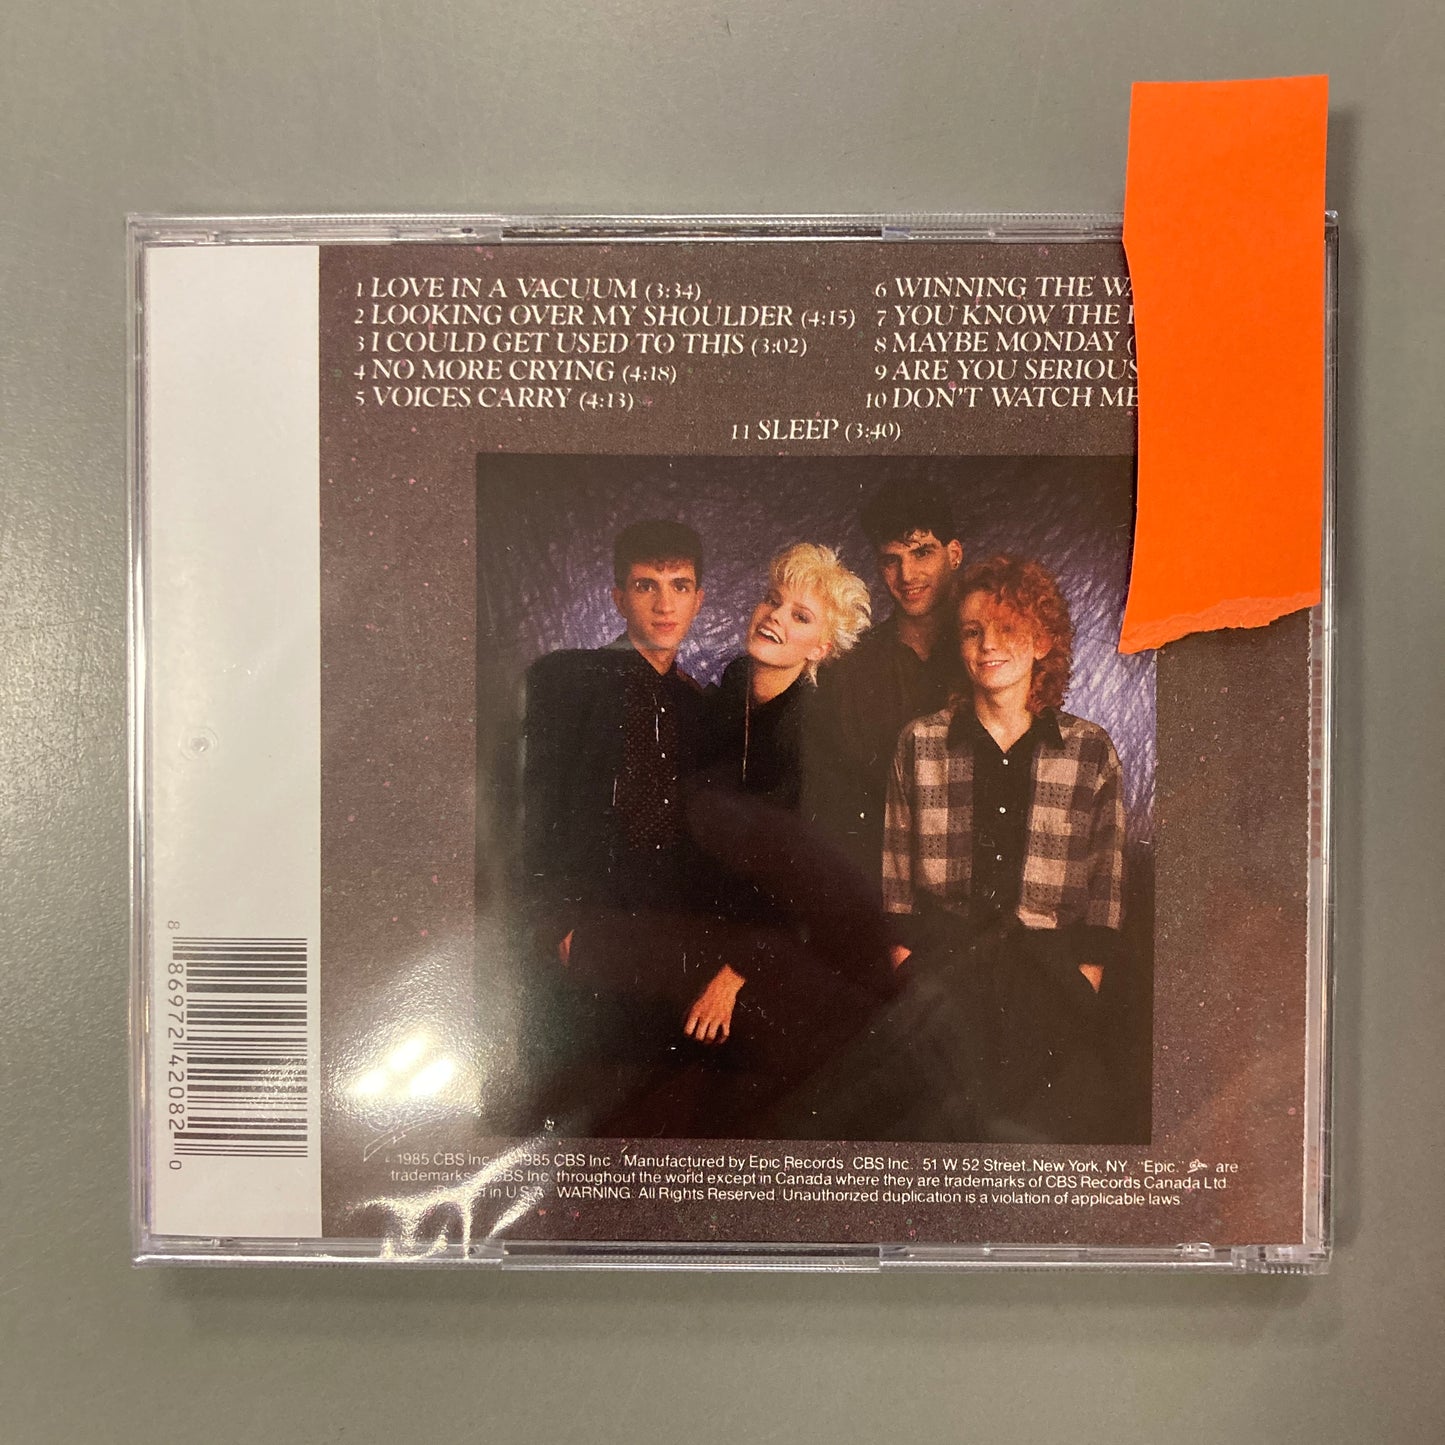 1 LOVE IN A VACUUM (3:34)
2 LOOKING OVER MY SHOULDER (4:15)
3 I COULD GET USED TO THIS (3:02)
4 NO MORE CRYING (4:18)
5 VOICES CARRY (4:13)
6 WINNING THE
7 YOU KNOW THE
8 MAYBE MONDAY
9 ARE YOU SERIOUS
10 DON'T WATCH ME
11 SLEEP (3:40)
8 86972 42082 0
1985 CBS Inc. 1985 CBS Inc Manufactured by Epic Records CBS Inc. 51 W 52 Street, New York, NY "Epic," are
trademarks CBS Inc. throughout the world except in Canada where they are trademarks of CBS Records Canada Ltd
in U.S.A. WARNING: All Rights Reserved. Unauthorized duplication is a violation of applicable laws.